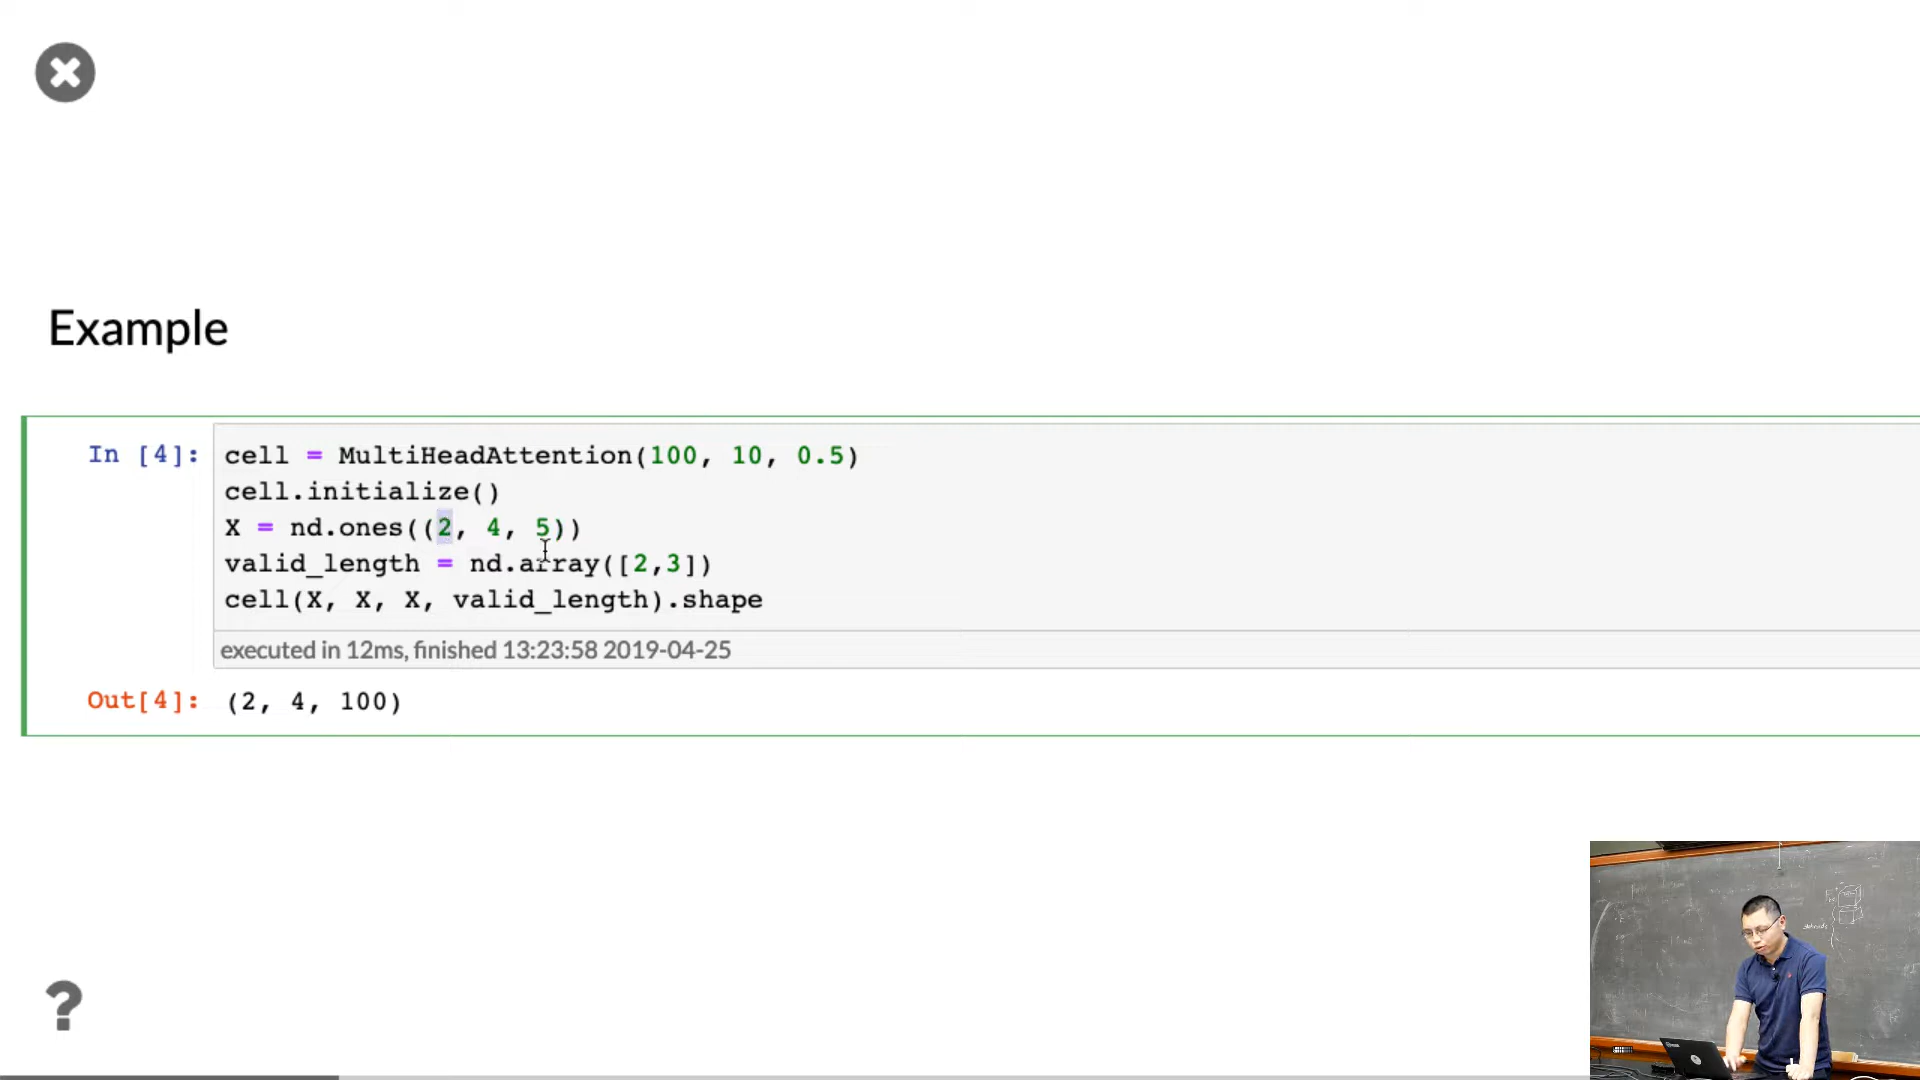 Example
In [4]:
cell = MultiHeadAttention(100, 10, 0.5)
cell.initialize()
X = nd.ones((2, 4, 5))
valid_length = nd.array([2,3])
cell(X, X, X, valid_length).shape
executed in 12ms, finished 13:23:58 2019-04-25
Out[4]: (2, 4, 100)
?